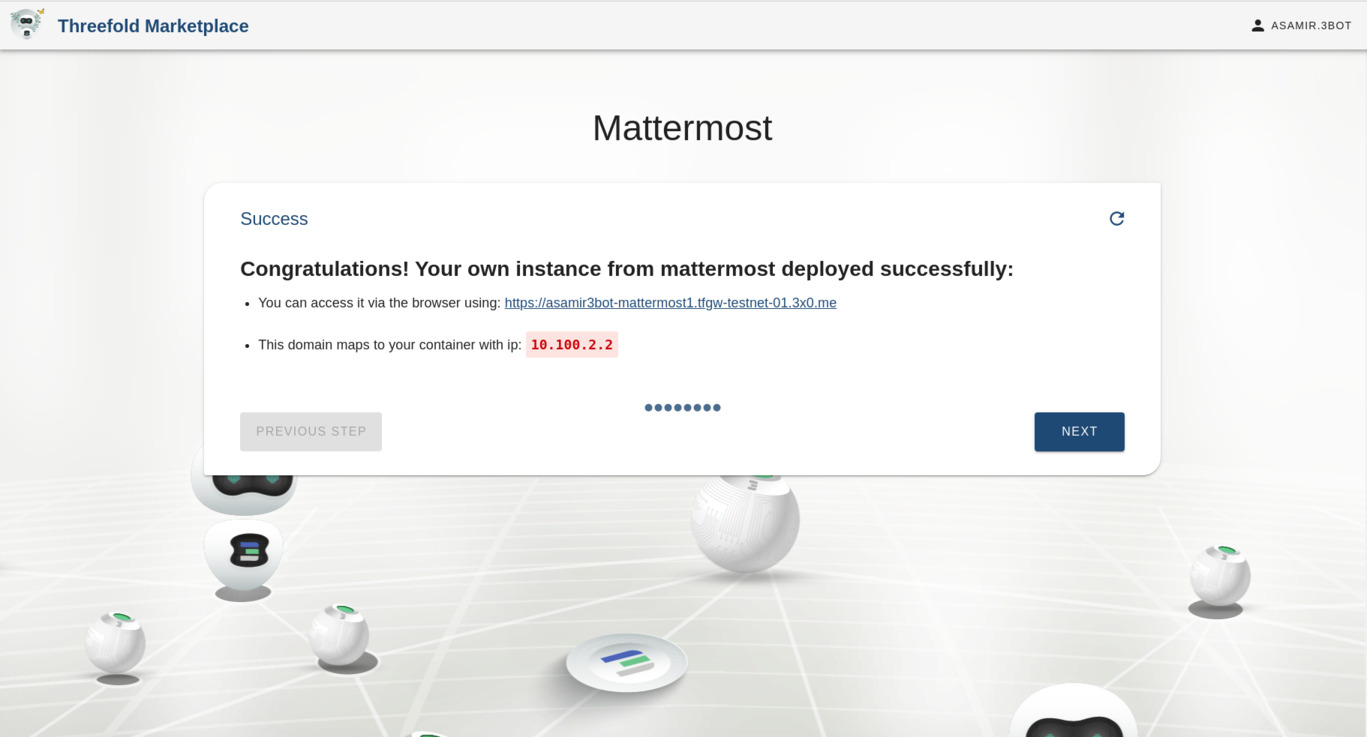 Threefold Marketplace
ASAMIR.3BOT
Mattermost
Success
Congratulations! Your own instance from mattermost deployed successfully:
You can access it via the browser using: https://asamir3bot-mattermost1.tfgw-testnet-01.3x0.me
This domain maps to your container with ip: 10.100.2.2
PREVIOUS STEP
NEXT